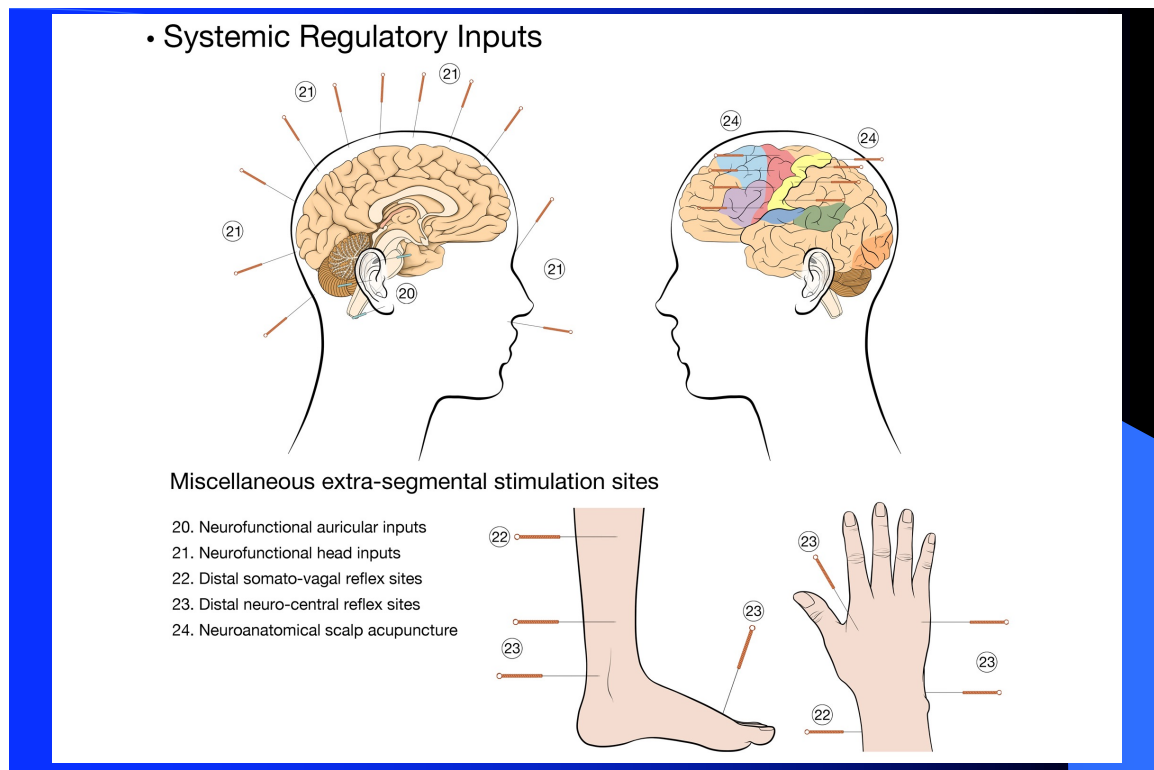 • Systemic Regulatory Inputs
21
21
24
24
21
21
20
Miscellaneous extra-segmental stimulation sites
20. Neurofunctional auricular inputs
21. Neurofunctional head inputs
22. Distal somato-vagal reflex sites
23. Distal neuro-central reflex sites
24. Neuroanatomical scalp acupuncture
22
23
23
23
23
22